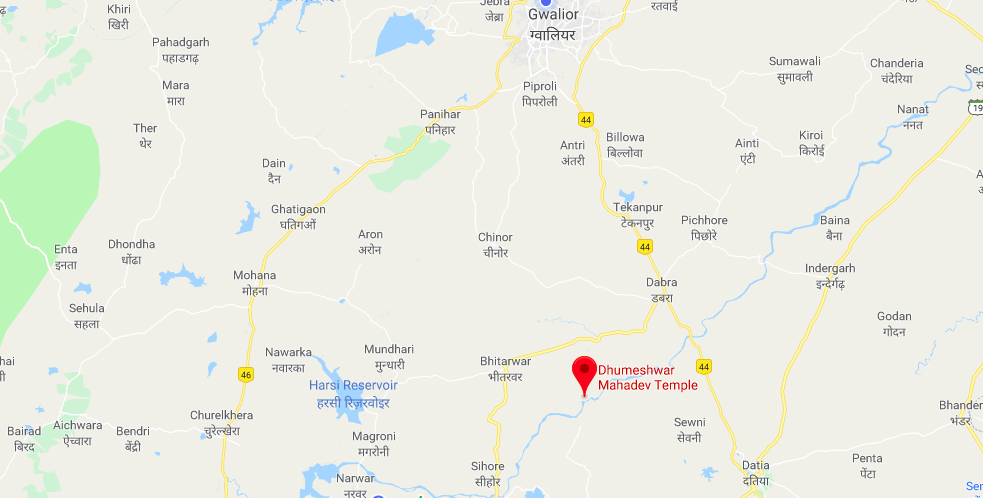 Khiri
खिरी
Jebra
जेब्रा
Gwalior
ग्वालियर
रतवाई
Pahadgarh
पहाडगढ़
Mara
मारा
Sumawali
सुमावली
Chanderia
चंदेरिया
Piproli
पिपरोली
Panihar
पनिहार
Nanat
ननत
19
Ther
थेर
44
Antri
अंतरी
Billowa
बिल्लोवा
Ainti
एंटी
Kiroi
किरोई
Dain
दैन
Ghatigaon
घतिगओं
Tekanpur
टेकनपुर
Pichhore
पिछोरे
Baina
बैना
Aron
अरोन
Chinor
चीनोर
Enta
इनता
Dhondha
धोंढा
44
Indergarh
इन्देर्गढ़
Mohana
मोहना
Dabra
डबरा
Sehula
सहला
Godan
गोदन
Nawarka
नवारका
Mundhari
मुन्धारी
Bhitarwar
भीतरवर
46
44
Dhumeshwar
Mahadev Temple
Harsi Reservoir
हरसी रिज़रवोइर
Churelkhera
चुरेल्खेरा
Bairad
बिरद
Aichwara
ऐच्वारा
Bendri
बेंद्री
Magroni
मगरोनी
Sewni
सेवनी
Bhander
भंडर
Narwar
नरवर
Sihore
सीहोर
Datia
दतिया
Penta
पेंटा